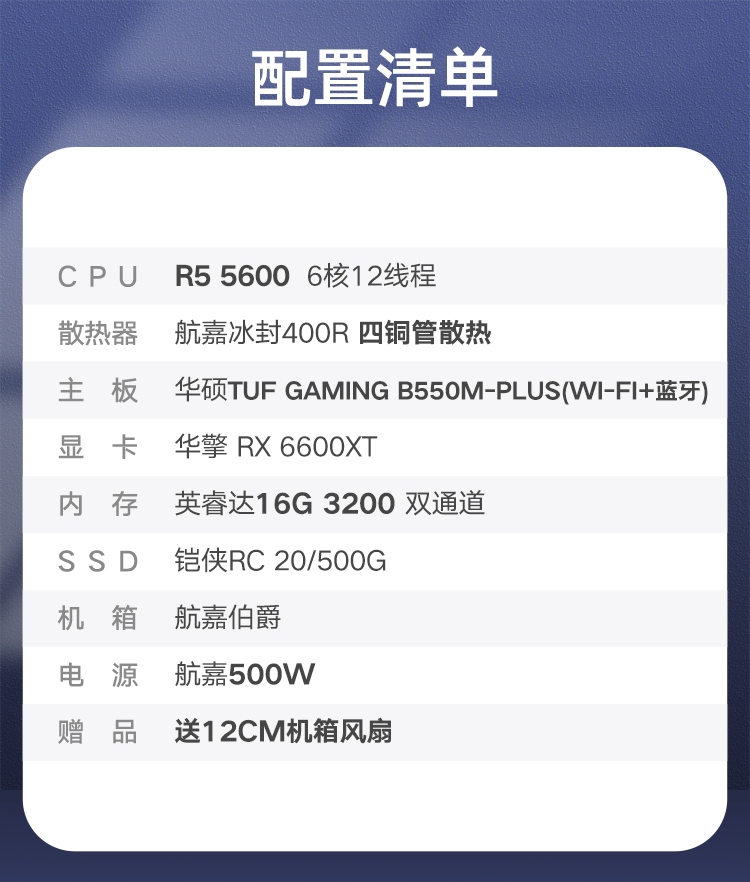 配置清单
CPU R5 5600 6核12线程
散热器 航嘉冰封400R 四铜管散热
主板 华硕TUF GAMING B550M-PLUS(WI-FI+蓝牙)
显卡 华擎 RX 6600XT
内存 英睿达16G 3200 双通道
SSD 铠侠RC 20/500G
机箱 航嘉伯爵
电源 航嘉500W
赠品 送12CM机箱风扇